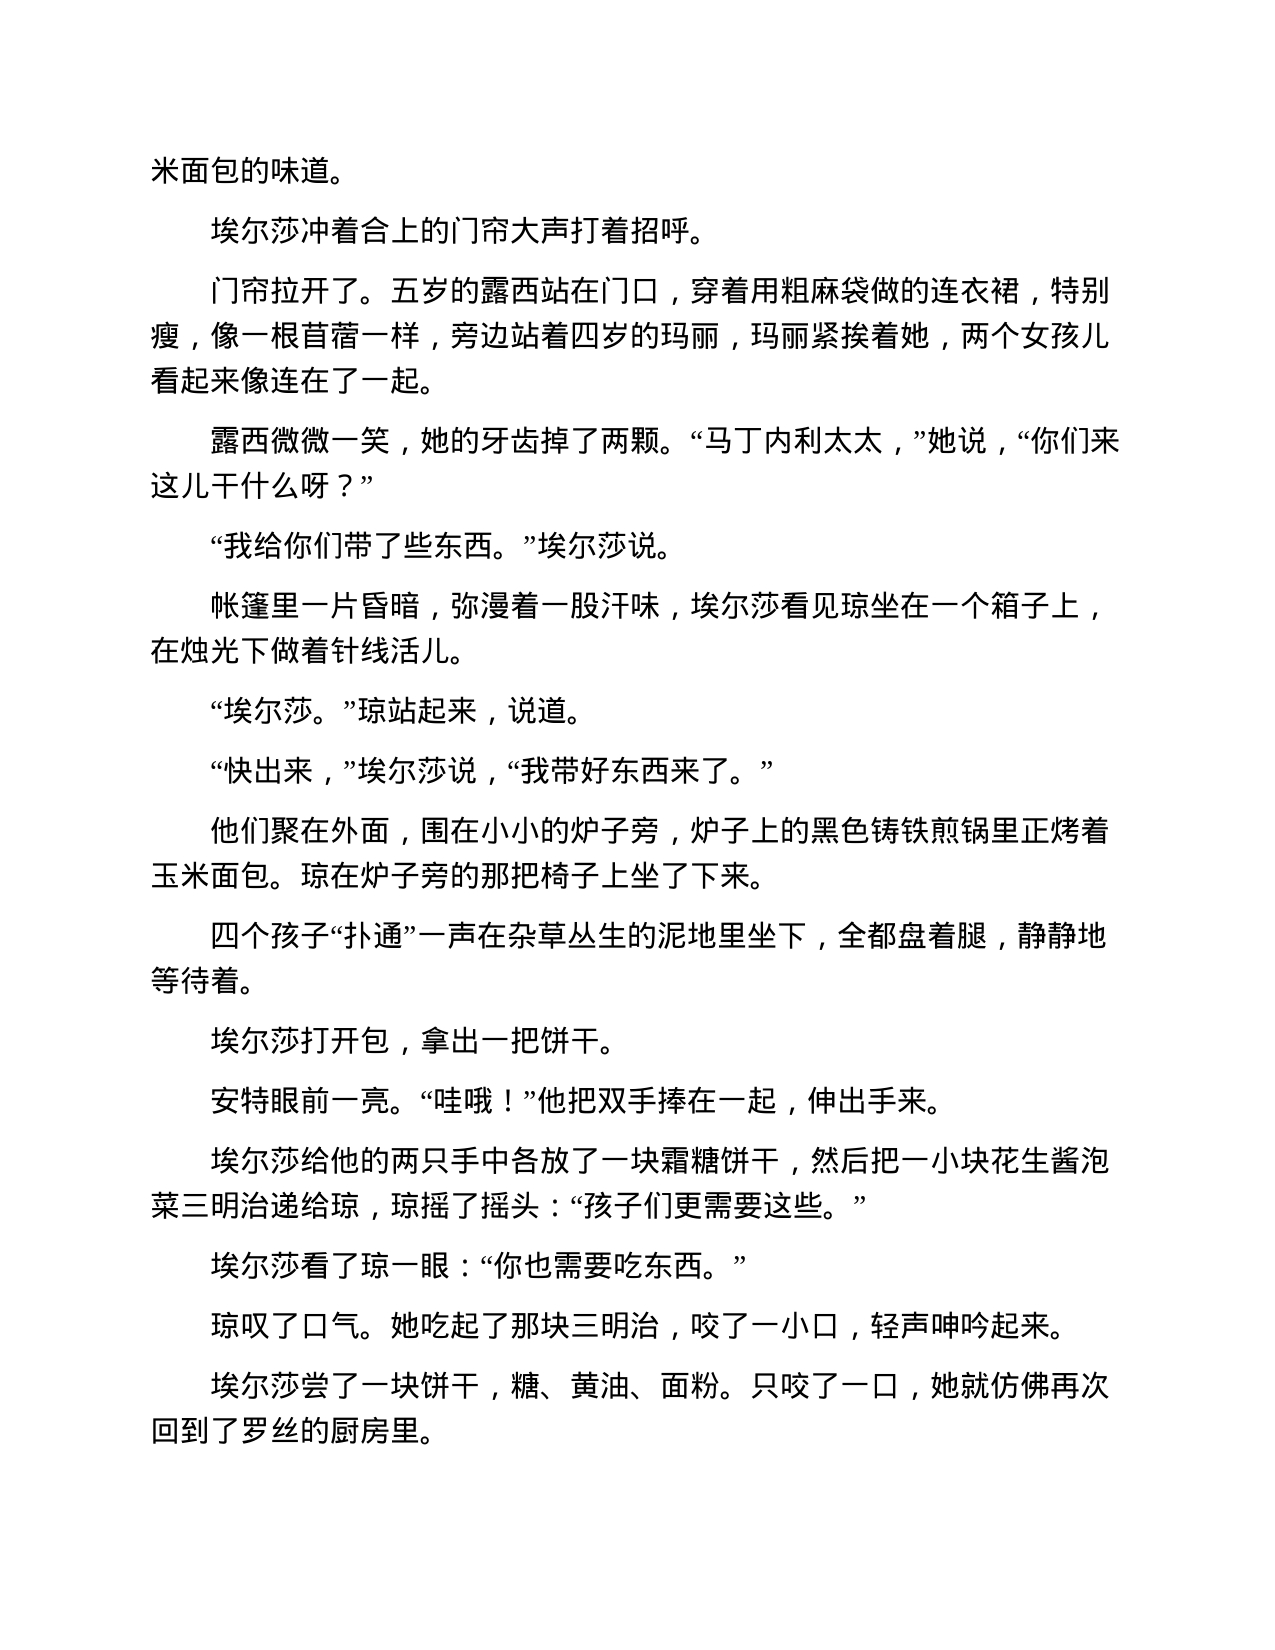 米面包的味道。
埃尔莎冲着合上的门帘大声打着招呼。
门帘拉开了。五岁的露西站在门口，穿着用粗麻袋做的连衣裙，特别
瘦，像一根苜蓿一样，旁边站着四岁的玛丽，玛丽紧挨着她，两个女孩儿
看起来像连在了一起。
露西微微一笑，她的牙齿掉了两颗。“马丁内利太太，”她说，“你们来
这儿干什么呀？”
“我给你们带了些东西。”埃尔莎说。
帐篷里一片昏暗，弥漫着一股汗味，埃尔莎看见琼坐在一个箱子上，
在烛光下做着针线活儿。
“埃尔莎。”琼站起来，说道。
“快出来，”埃尔莎说，“我带好东西来了。”
他们聚在外面，围在小小的炉子旁，炉子上的黑色铸铁煎锅里正烤着
玉米面包。琼在炉子旁的那把椅子上坐了下来。
四个孩子“扑通”一声在杂草丛生的泥地里坐下，全都盘着腿，静静地
等待着。
埃尔莎打开包，拿出一把饼干。
安特眼前一亮。“哇哦！”他把双手捧在一起，伸出手来。
埃尔莎给他的两只手中各放了一块霜糖饼干，然后把一小块花生酱泡
菜三明治递给琼，琼摇了摇头：“孩子们更需要这些。”
埃尔莎看了琼一眼：“你也需要吃东西。”
琼叹了口气。她吃起了那块三明治，咬了一小口，轻声呻吟起来。
埃尔莎尝了一块饼干，糖、黄油、面粉。只咬了一口，她就仿佛再次
回到了罗丝的厨房里。